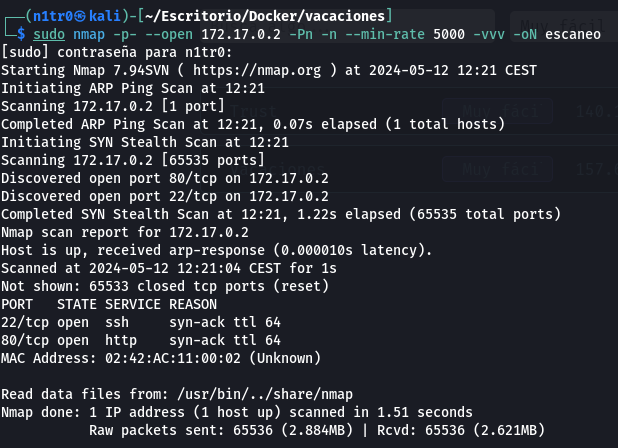 ┌──(n1tr0㉿kali)-[~/Escritorio/Docker/vacaciones]
└─$ sudo nmap -p- --open 172.17.0.2 -Pn -n --min-rate 5000 -vvv -oN escaneo
[sudo] contraseña para n1tr0:
Starting Nmap 7.94SVN ( https://nmap.org ) at 2024-05-12 12:21 CEST
Initiating ARP Ping Scan at 12:21
Scanning 172.17.0.2 [1 port]
Completed ARP Ping Scan at 12:21, 0.07s elapsed (1 total hosts)
Initiating SYN Stealth Scan at 12:21
Scanning 172.17.0.2 [65535 ports]
Discovered open port 80/tcp on 172.17.0.2
Discovered open port 22/tcp on 172.17.0.2
Completed SYN Stealth Scan at 12:21, 1.22s elapsed (65535 total ports)
Nmap scan report for 172.17.0.2
Host is up, received arp-response (0.000010s latency).
Scanned at 2024-05-12 12:21:04 CEST for 1s
Not shown: 65533 closed tcp ports (reset)
PORT   STATE SERVICE REASON
22/tcp open  ssh     syn-ack ttl 64
80/tcp open  http    syn-ack ttl 64
MAC Address: 02:42:AC:11:00:02 (Unknown)

Read data files from: /usr/bin/../share/nmap
Nmap done: 1 IP address (1 host up) scanned in 1.51 seconds
           Raw packets sent: 65536 (2.884MB) | Rcvd: 65536 (2.621MB)
Muy fácil
Trust
Muy fácil
140.
Muy fácil
157.